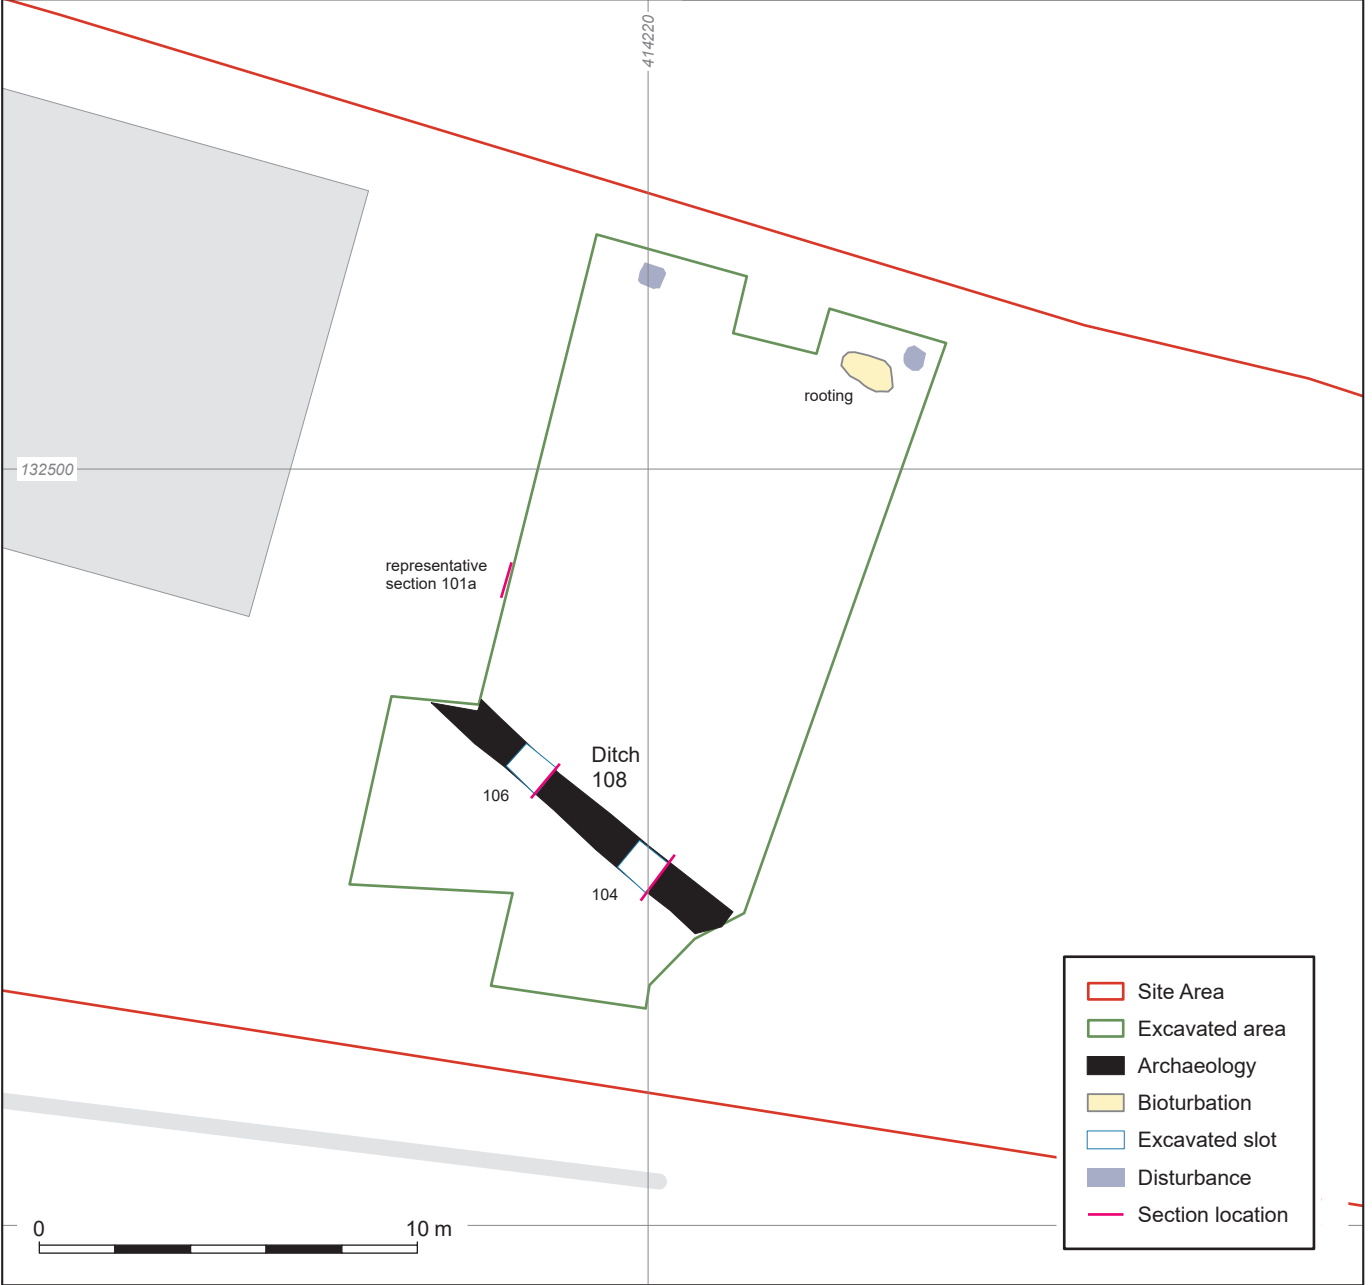 414220
132500
rooting
representative
section 101a
Ditch
108
106
104
Site Area
Excavated area
Archaeology
Bioturbation
Excavated slot
Disturbance
Section location
0
10 m